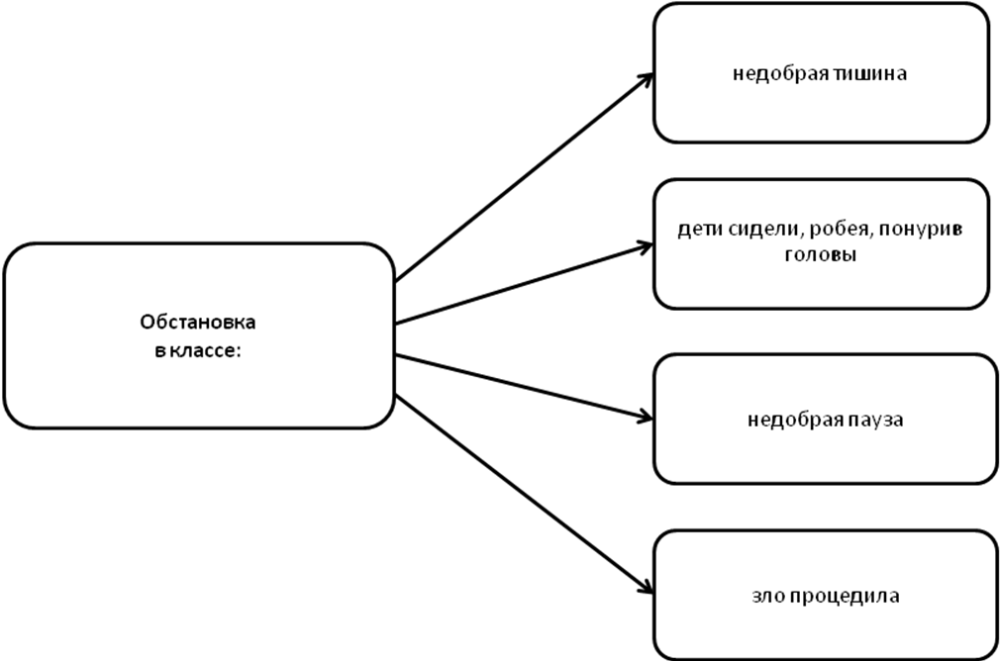 недобрая тишина
дети сидели, робея, понурив
головы
Обстановка
в классе:
недобрая пауза
зло процедила